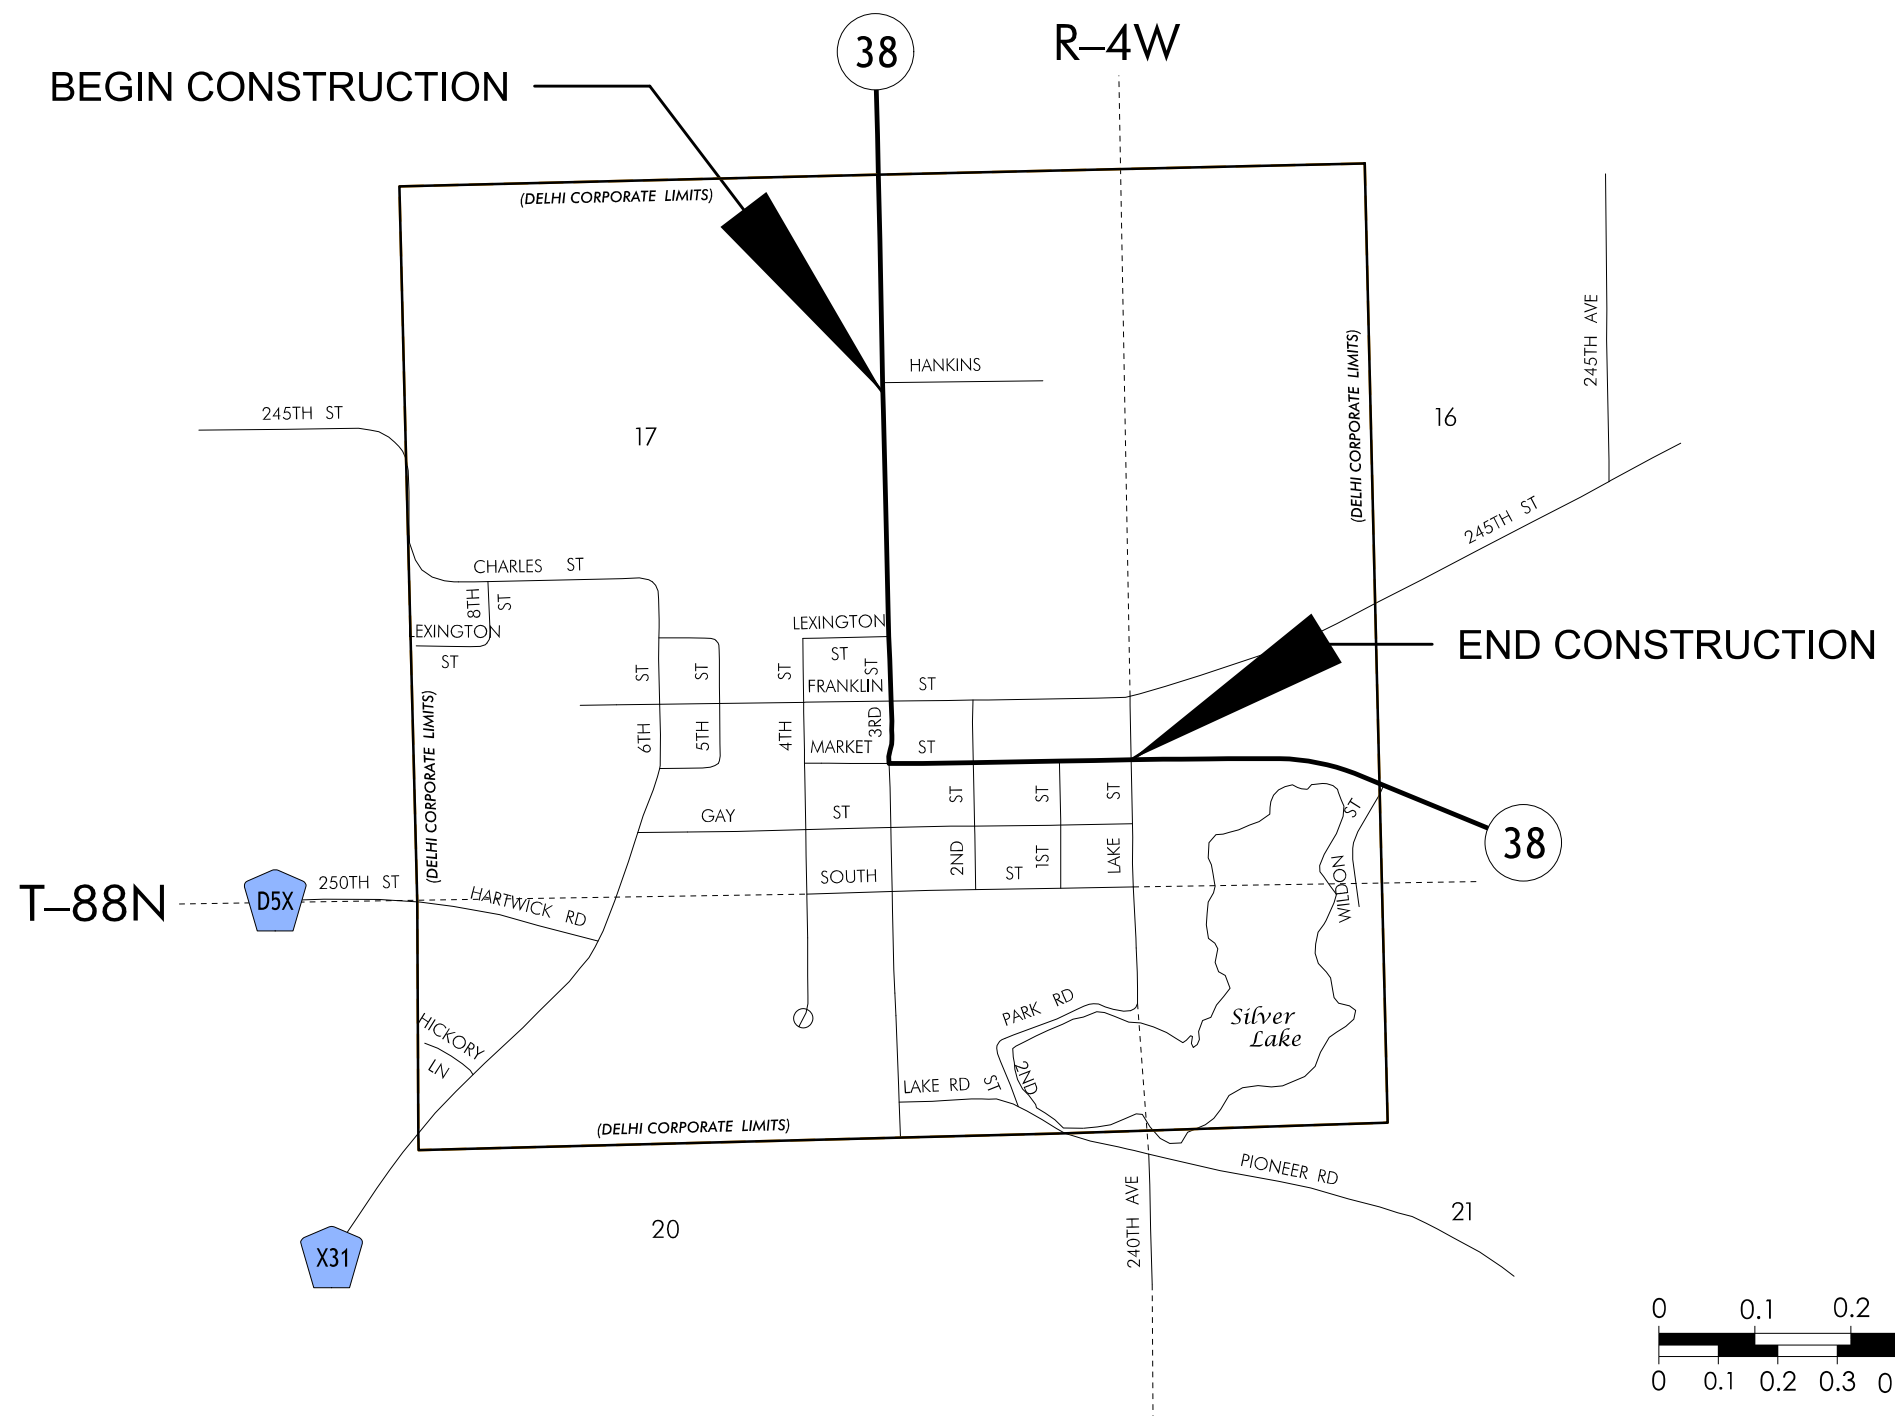 38
R–4W
BEGIN CONSTRUCTION
(DELHI CORPORATE LIMITS)
245TH AVE
(DELHI CORPORATE LIMITS)
HANKINS
245TH ST
17
16
245TH ST
CHARLES ST
8TH ST
LEXINGTON ST
LEXINGTON ST
END CONSTRUCTION
6TH ST
5TH ST
4TH ST
3RD ST
FRANKLIN ST
MARKET ST
(DELHI CORPORATE LIMITS)
GAY ST
2ND ST
1ST ST
LAKE ST
WILDON ST
38
SOUTH ST
T–88N
D5X
250TH ST
HARTWICK RD
HICKORY LN
PARK RD
Silver
Lake
2ND ST
LAKE RD
(DELHI CORPORATE LIMITS)
PIONEER RD
240TH AVE
20
21
X31
0 0.1 0.2
0 0.1 0.2 0.3 0